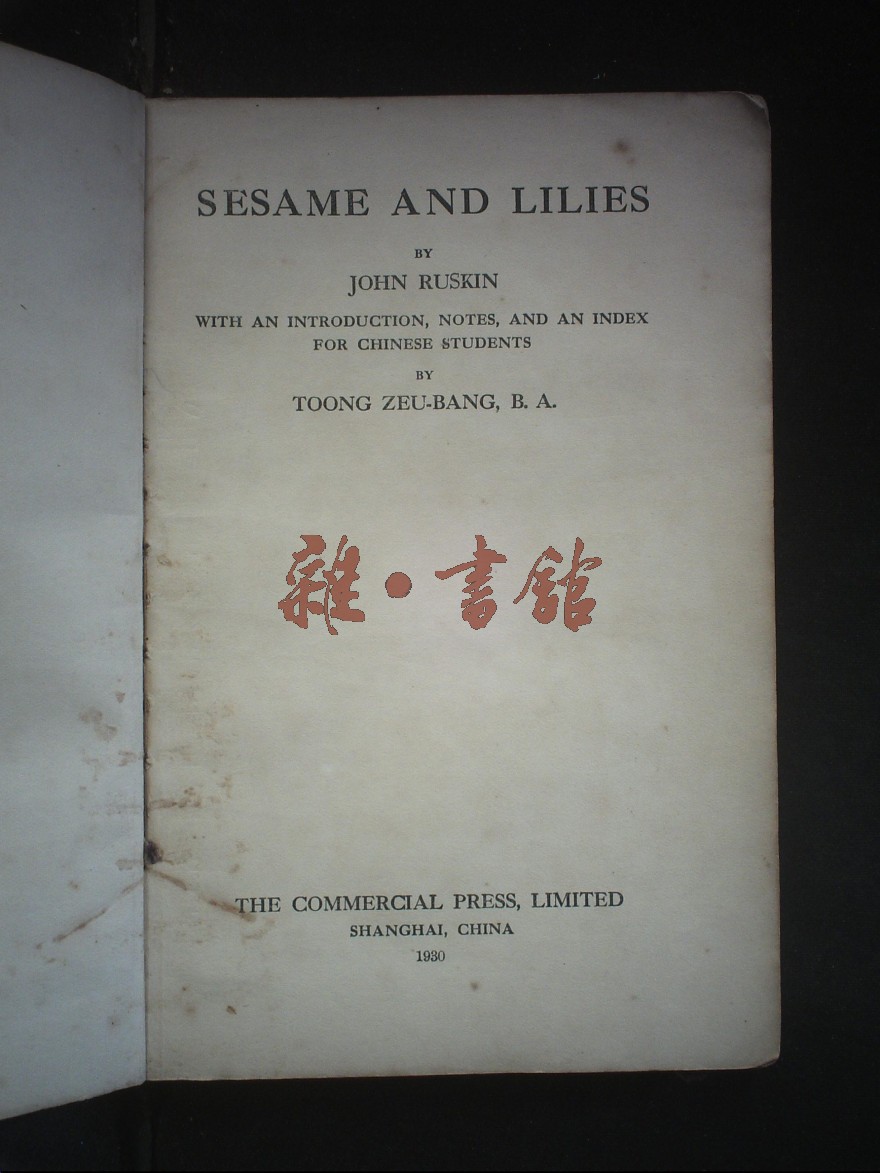 SESAME AND LILIES
BY
JOHN RUSKIN
WITH AN INTRODUCTION, NOTES, AND AN INDEX
FOR CHINESE STUDENTS
BY
TOONG ZEU-BANG, B. A.
雜·書館
THE COMMERCIAL PRESS, LIMITED
SHANGHAI, CHINA
1930